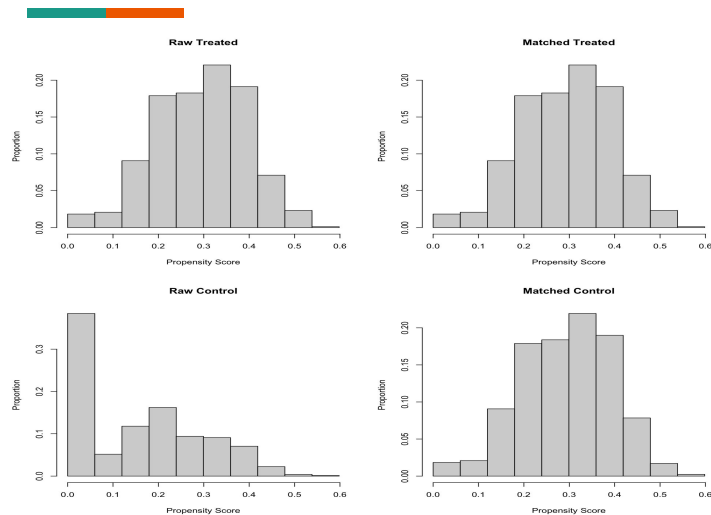 Raw Treated
Proportion
0.00 0.05 0.10 0.15 0.20
0.0 0.1 0.2 0.3 0.4 0.5 0.6
Propensity Score
Matched Treated
Proportion
0.00 0.05 0.10 0.15 0.20
0.0 0.1 0.2 0.3 0.4 0.5 0.6
Propensity Score
Raw Control
Proportion
0.0 0.1 0.2 0.3
0.0 0.1 0.2 0.3 0.4 0.5 0.6
Propensity Score
Matched Control
Proportion
0.00 0.05 0.10 0.15 0.20
0.0 0.1 0.2 0.3 0.4 0.5 0.6
Propensity Score